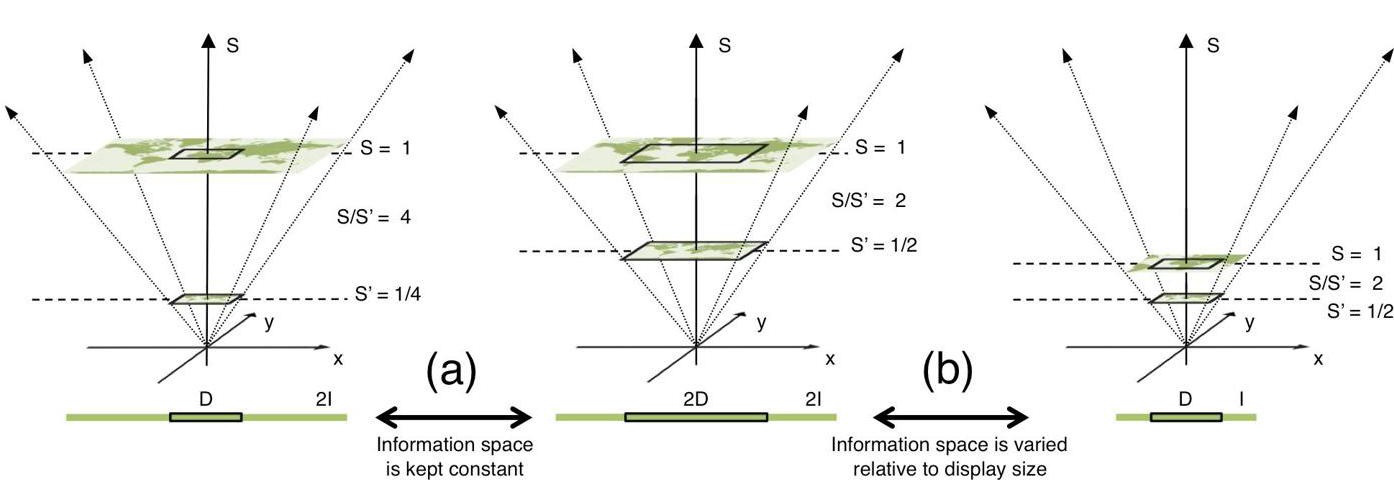 S
S = 1
S/S' = 4
S' = 1/4
y
x
D 2I
(a)
Information space
is kept constant
S
S = 1
S/S' = 2
S' = 1/2
y
x
2D 2I
(b)
Information space is varied
relative to display size
S
S = 1
S/S' = 2
S' = 1/2
y
x
D I